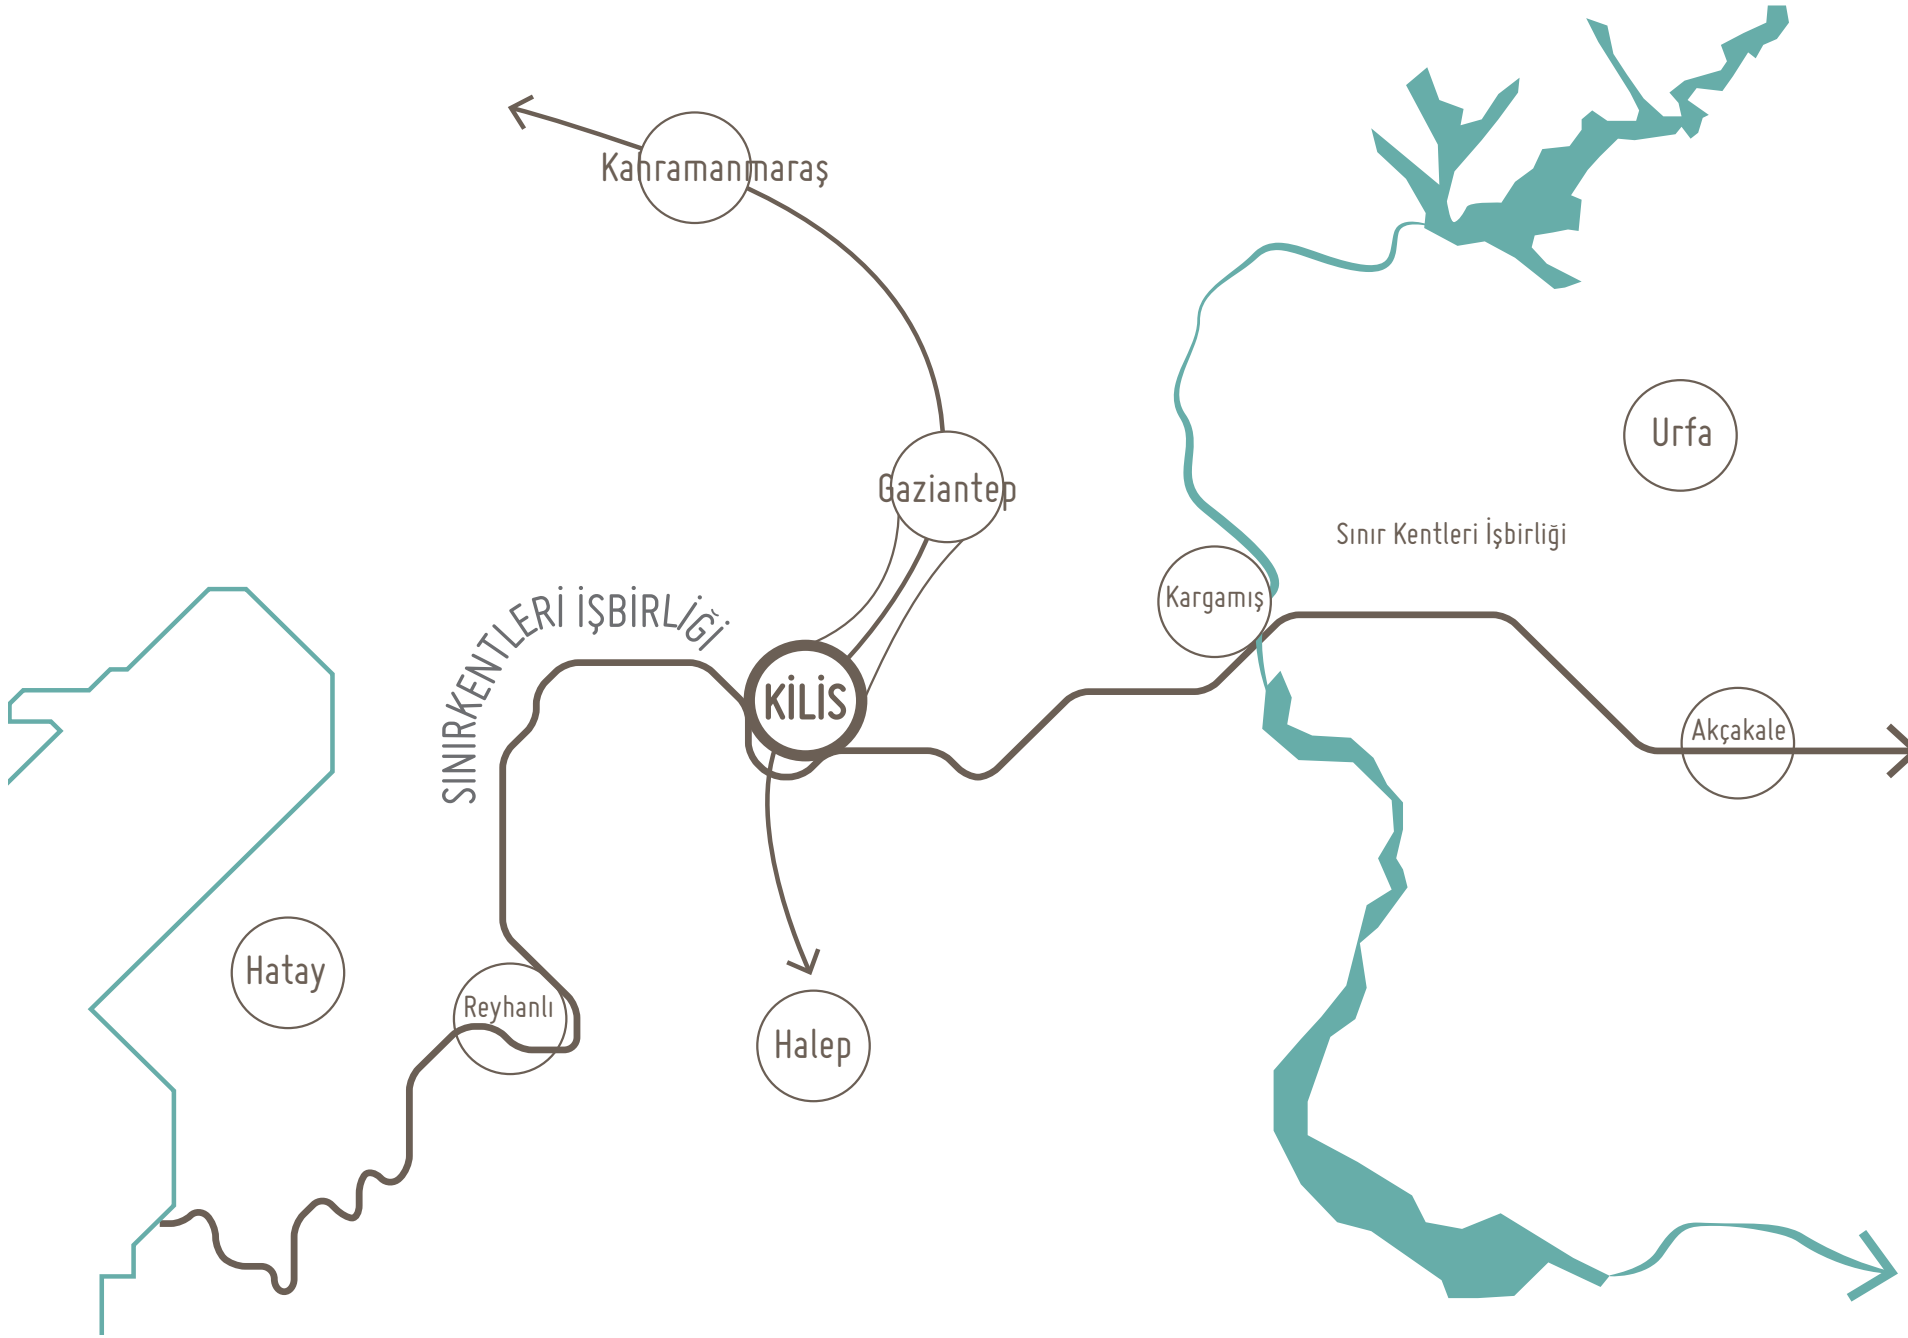 Kahramanmaraş
Urfa
Gaziantep
Sınır Kentleri İşbirliği
Kargamış
SINIRKENTLERİ İŞBİRLİĞİ
KİLİS
Akçakale
Hatay
Reyhanlı
Halep